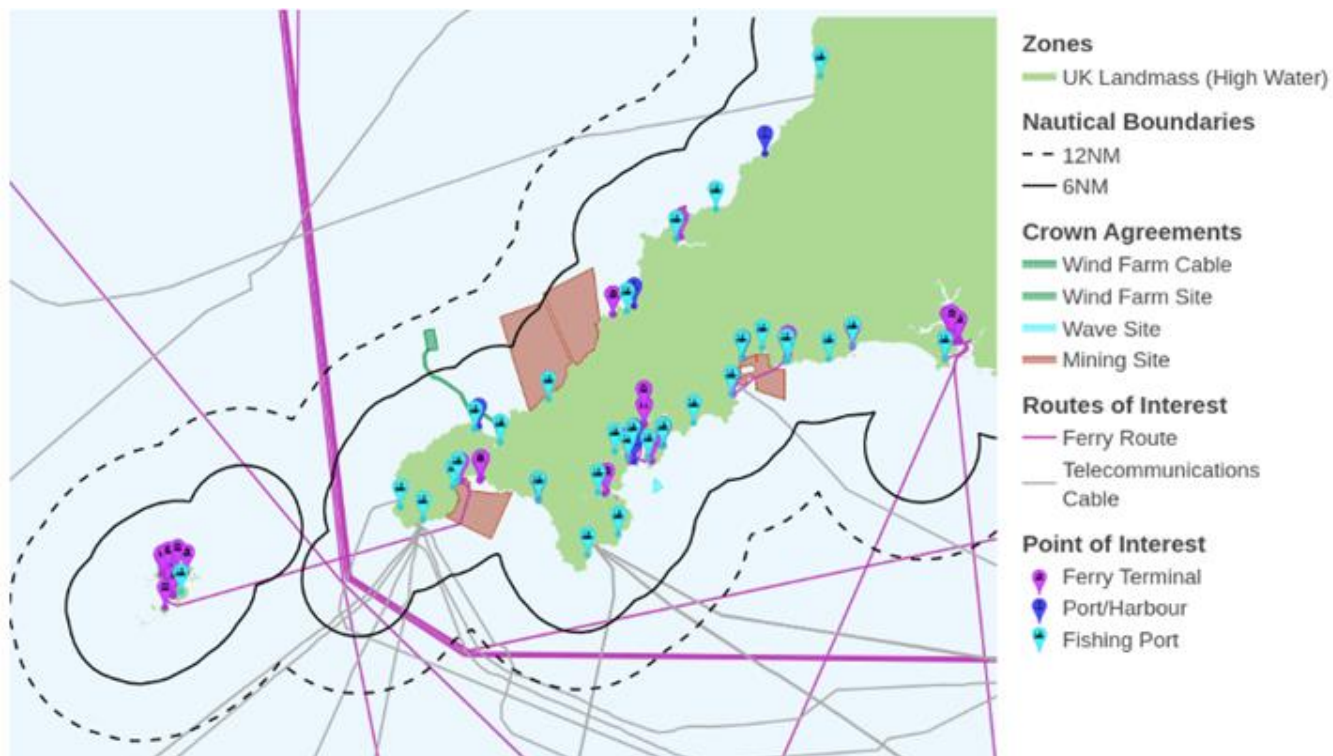 Zones
UK Landmass (High Water)
Nautical Boundaries
12NM
6NM
Crown Agreements
Wind Farm Cable
Wind Farm Site
Wave Site
Mining Site
Routes of Interest
Ferry Route
Telecommunications
Cable
Point of Interest
Ferry Terminal
Port/Harbour
Fishing Port